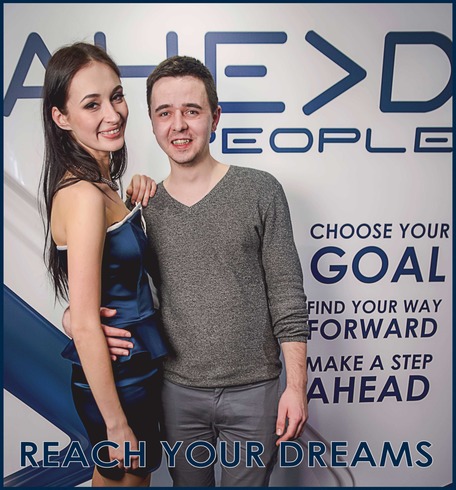 AHE>D
PEOPLE
CHOOSE YOUR
GOAL
FIND YOUR WAY
FORWARD
MAKE A STEP
AHEAD
REACH YOUR DREAMS